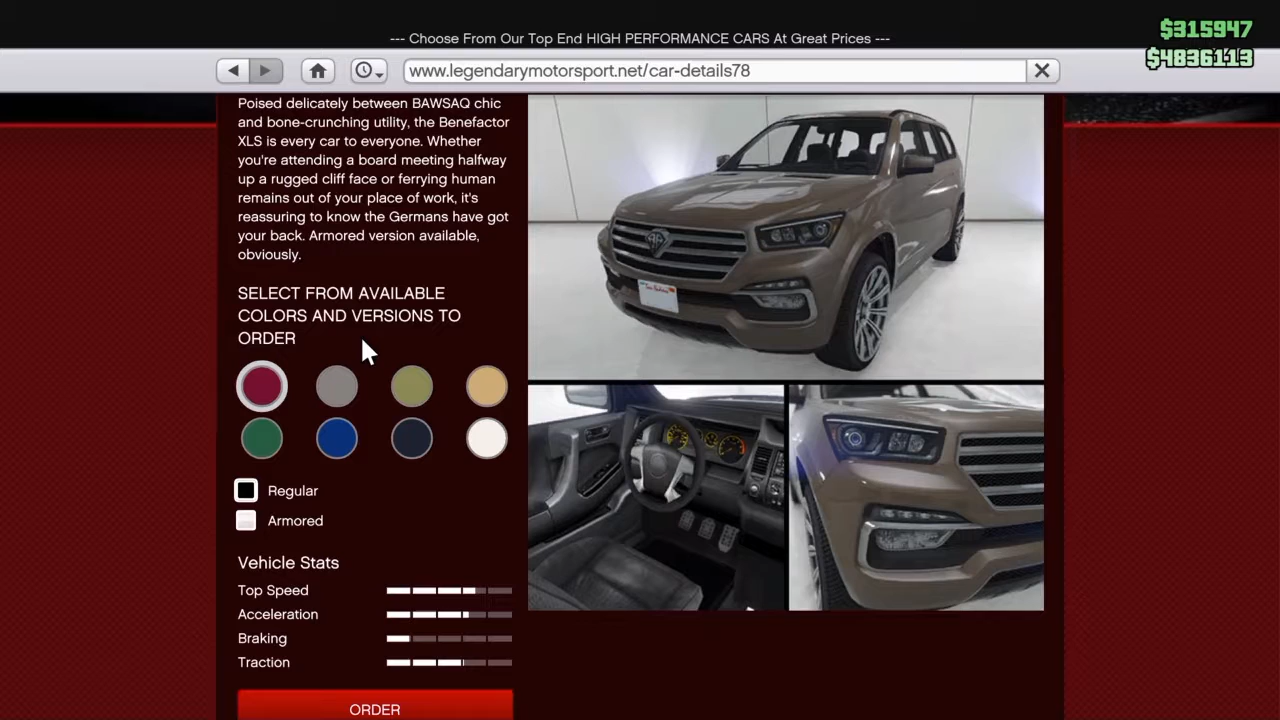 --- Choose From Our Top End HIGH PERFORMANCE CARS At Great Prices ---
$315947
$4836113
www.legendarymotorsport.net/car-details78
Poised delicately between BAWSAQ chic
and bone-crunching utility, the Benefactor
XLS is every car to everyone. Whether
you're attending a board meeting halfway
up a rugged cliff face or ferrying human
remains out of your place of work, it's
reassuring to know the Germans have got
your back. Armored version available,
obviously.
SELECT FROM AVAILABLE
COLORS AND VERSIONS TO
ORDER
Regular
Armored
Vehicle Stats
Top Speed
Acceleration
Braking
Traction
ORDER